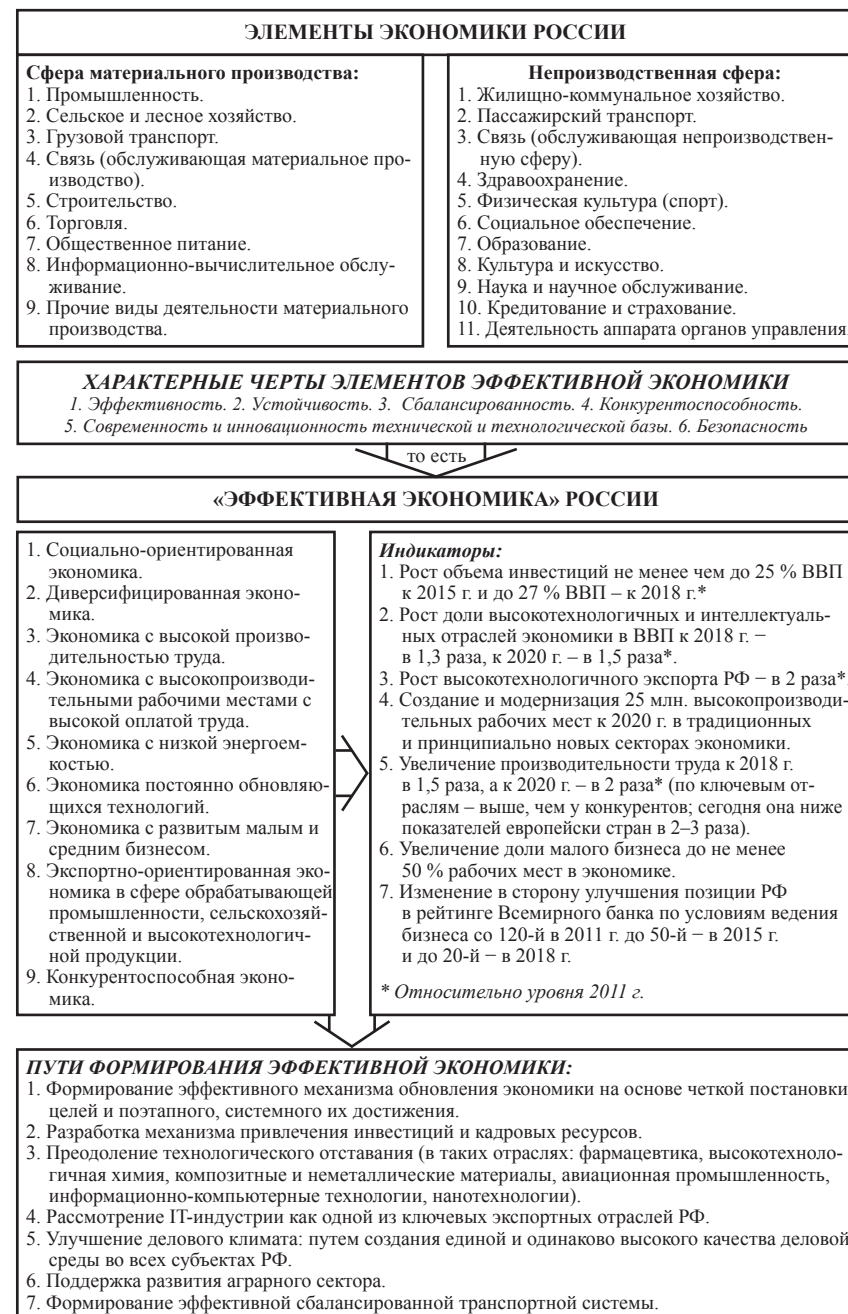 ЭЛЕМЕНТЫ ЭКОНОМИКИ РОССИИ
Сфера материального производства:
1. Промышленность.
2. Сельское и лесное хозяйство.
3. Грузовой транспорт.
4. Связь (обслуживающая материальное про-
изводство).
5. Строительство.
6. Торговля.
7. Общественное питание.
8. Информационно-вычислительное обслу-
живание.
9. Прочие виды деятельности материального
производства.
Непроизводственная сфера:
1. Жилищно-коммунальное хозяйство.
2. Пассажирский транспорт.
3. Связь (обслуживающая непроизводствен-
ную сферу).
4. Здравоохранение.
5. Физическая культура (спорт).
6. Социальное обеспечение.
7. Образование.
8. Культура и искусство.
9. Наука и научное обслуживание.
10. Кредитование и страхование.
11. Деятельность аппарата органов управления.
ХАРАКТЕРНЫЕ ЧЕРТЫ ЭЛЕМЕНТОВ ЭФФЕКТИВНОЙ ЭКОНОМИКИ
1. Эффективность. 2. Устойчивость. 3. Сбалансированность. 4. Конкурентоспособность.
5. Современность и инновационность технической и технологической базы. 6. Безопасность
то есть
«ЭФФЕКТИВНАЯ ЭКОНОМИКА» РОССИИ
1. Социально-ориентированная
экономика.
2. Диверсифицированная эконо-
мика.
3. Экономика с высокой произво-
дительностью труда.
4. Экономика с высокопроизводи-
тельными рабочими местами с
высокой оплатой труда.
5. Экономика с низкой энергоем-
костью.
6. Экономика постоянно обновляю-
щихся технологий.
7. Экономика с развитым малым и
средним бизнесом.
8. Экспортно-ориентированная эко-
номика в сфере обрабатывающей
промышленности, сельскохозяй-
ственной и высокотехнологич-
ной продукции.
9. Конкурентоспособная эконо-
мика.
Индикаторы:
1. Рост объема инвестиций не менее чем до 25 % ВВП
к 2015 г. и до 27 % ВВП – к 2018 г.*
2. Рост доли высокотехнологичных и интеллектуаль-
ных отраслей экономики в ВВП к 2018 г. −
в 1,3 раза, к 2020 г. – в 1,5 раза*.
3. Рост высокотехнологичного экспорта РФ − в 2 раза*.
4. Создание и модернизация 25 млн. высокопроизводи-
тельных рабочих мест к 2020 г. в традиционных
и принципиально новых секторах экономики.
5. Увеличение производительности труда к 2018 г.
в 1,5 раза, а к 2020 г. – в 2 раза* (по ключевым от-
раслям – выше, чем у конкурентов; сегодня она ниже
показателей европейски стран в 2–3 раза).
6. Увеличение доли малого бизнеса до не менее
50 % рабочих мест в экономике.
7. Изменение в сторону улучшения позиции РФ
в рейтинге Всемирного банка по условиям ведения
бизнеса со 120-й в 2011 г. до 50-й − в 2015 г.
и до 20-й − в 2018 г.
* Относительно уровня 2011 г.
ПУТИ ФОРМИРОВАНИЯ ЭФФЕКТИВНОЙ ЭКОНОМИКИ:
1. Формирование эффективного механизма обновления экономики на основе четкой постановки
целей и поэтапного, системного их достижения.
2. Разработка механизма привлечения инвестиций и кадровых ресурсов.
3. Преодоление технологического отставания (в таких отраслях: фармацевтика, высокотехноло-
гичная химия, композитные и неметаллические материалы, авиационная промышленность,
информационно-компьютерные технологии, нанотехнологии).
4. Рассмотрение IT-индустрии как одной из ключевых экспортных отраслей РФ.
5. Улучшение делового климата: путем создания единой и одинаково высокого качества деловой
среды во всех субъектах РФ.
6. Поддержка развития аграрного сектора.
7. Формирование эффективной сбалансированной транспортной системы.